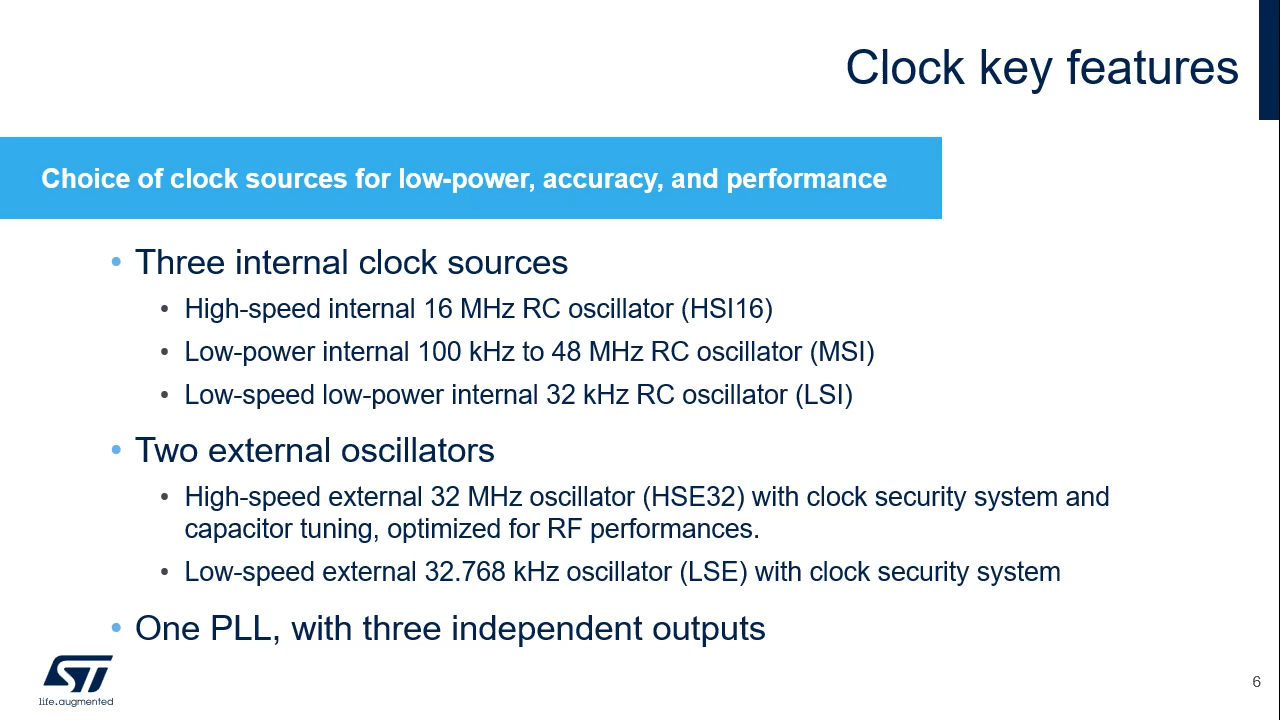 Clock key features
Choice of clock sources for low-power, accuracy, and performance
• Three internal clock sources
• High-speed internal 16 MHz RC oscillator (HSI16)
• Low-power internal 100 kHz to 48 MHz RC oscillator (MSI)
• Low-speed low-power internal 32 kHz RC oscillator (LSI)
• Two external oscillators
• High-speed external 32 MHz oscillator (HSE32) with clock security system and
capacitor tuning, optimized for RF performances.
• Low-speed external 32.768 kHz oscillator (LSE) with clock security system
• One PLL, with three independent outputs
ST
life.augmented
6